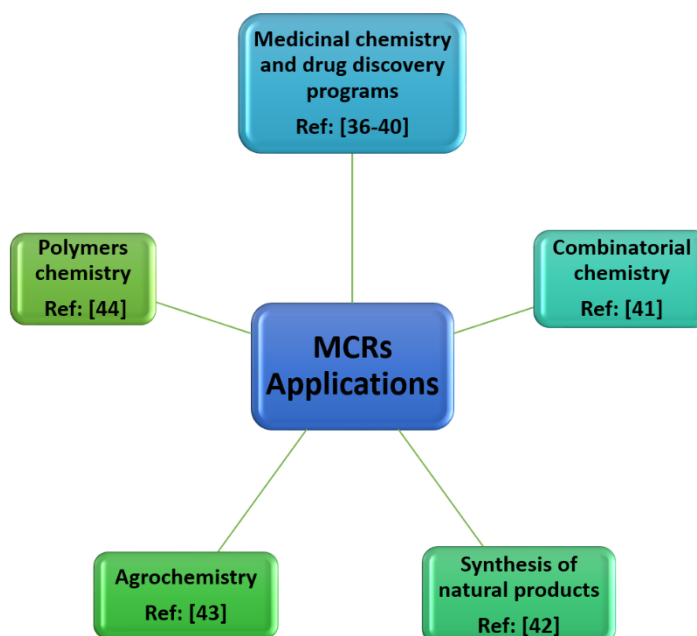 Medicinal chemistry
and drug discovery
programs
Ref: [36-40]
Polymers
chemistry
Ref: [44]
Combinatorial
chemistry
Ref: [41]
MCRs
Applications
Agrochemistry
Ref: [43]
Synthesis of
natural products
Ref: [42]